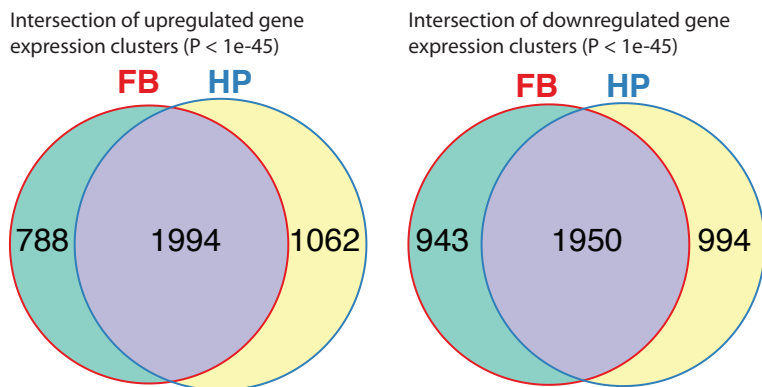 Intersection of upregulated gene
expression clusters (P < 1e-45)
FB HP
788 1994 1062
Intersection of downregulated gene
expression clusters (P < 1e-45)
FB HP
943 1950 994